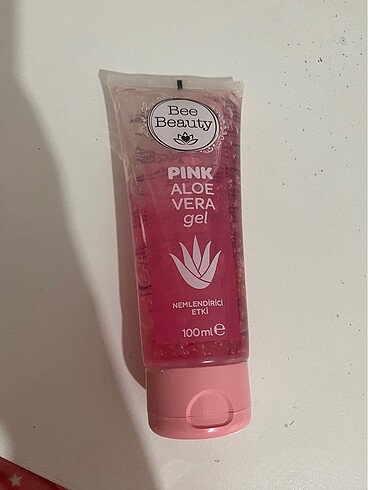 Bee
Beauty
PINK
ALOE
VERA
gel
NEMLENDİRİCİ
ETKİ
100ml℮